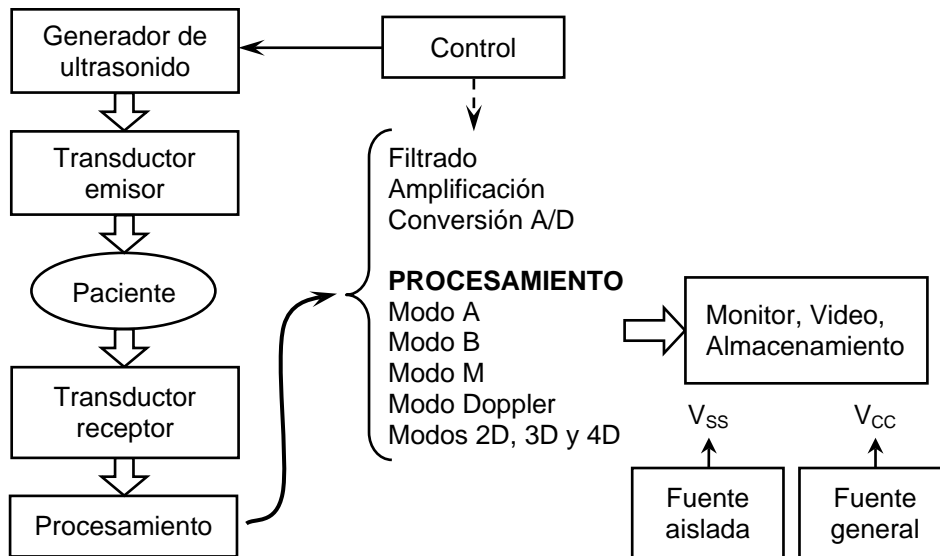 Generador de
ultrasonido
Control
Transductor
emisor
Paciente
Transductor
receptor
Procesamiento
Filtrado
Amplificación
Conversión A/D
PROCESAMIENTO
Modo A
Modo B
Modo M
Modo Doppler
Modos 2D, 3D y 4D
Monitor, Video,
Almacenamiento
VSS
VCC
Fuente
aislada
Fuente
general